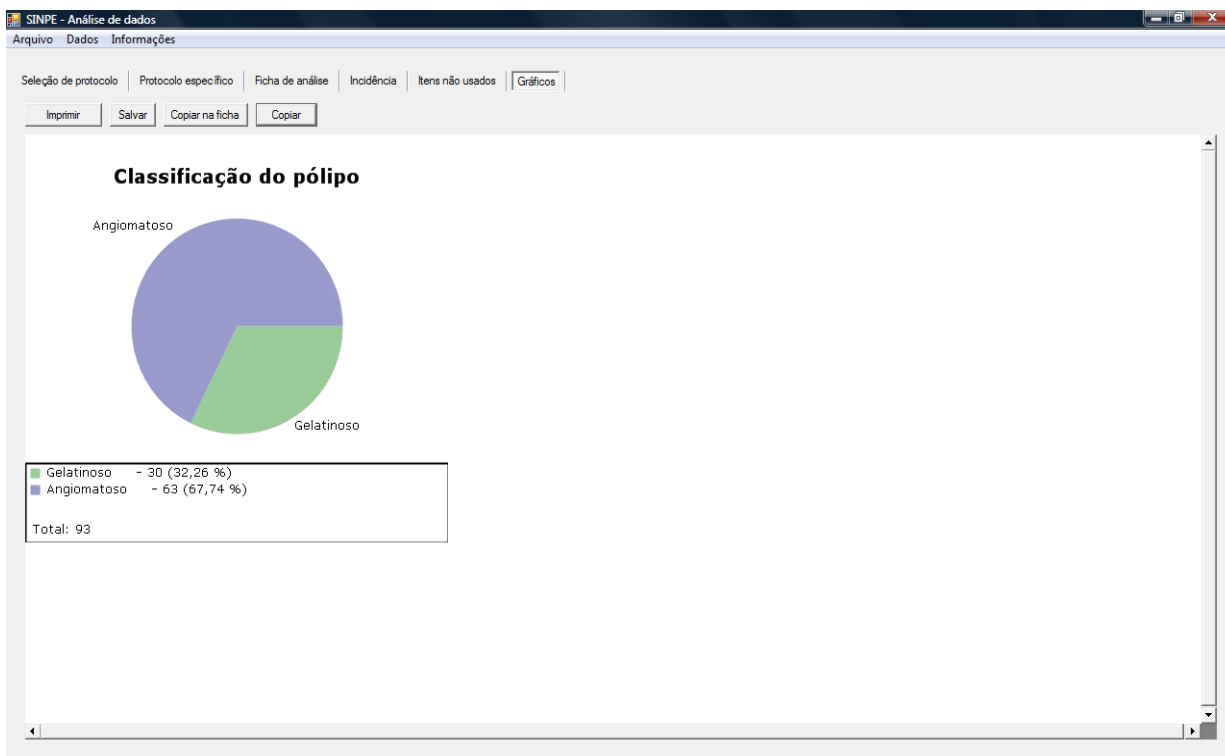 SINPE - Análise de dados
Arquivo Dados Informações
Seleção de protocolo Protocolo específico Ficha de análise Incidência Itens não usados Gráficos
Imprimir Salvar Copiar na ficha Copiar
Classificação do pólipo
Angiomatoso
Gelatinoso
Gelatinoso - 30 (32,26 %)
Angiomatoso - 63 (67,74 %)
Total: 93